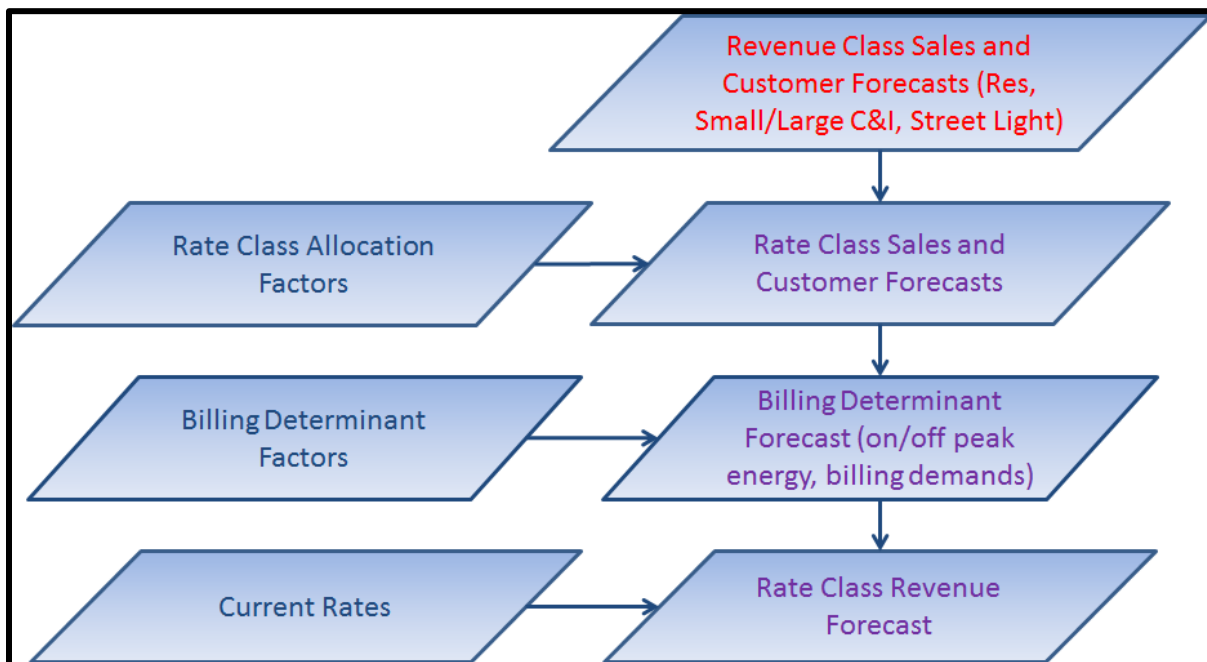 Revenue Class Sales and
Customer Forecasts (Res,
Small/Large C&I, Street Light)
Rate Class Allocation
Factors
Rate Class Sales and
Customer Forecasts
Billing Determinant
Factors
Billing Determinant
Forecast (on/off peak
energy, billing demands)
Current Rates
Rate Class Revenue
Forecast